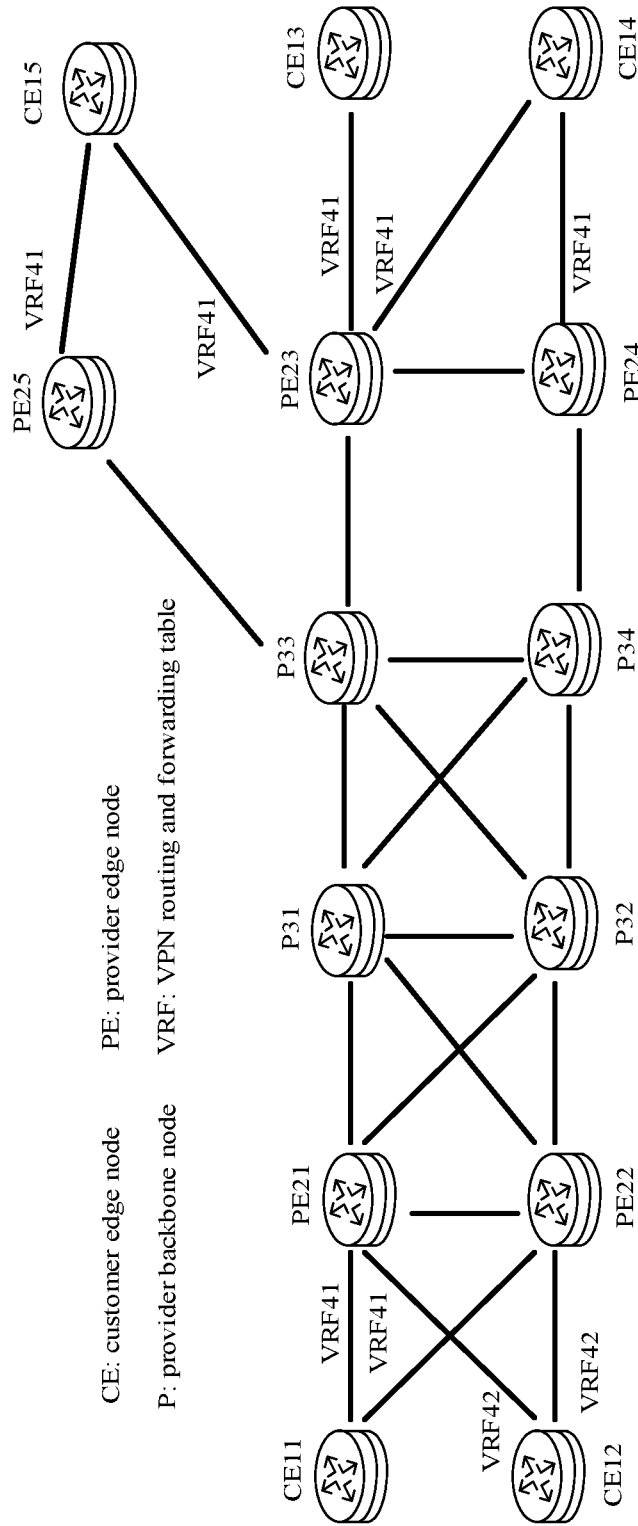 CE: customer edge node
PE: provider edge node
P: provider backbone node
VRF: VPN routing and forwarding table
PE25
VRF41
CE15
VRF41
CE11
VRF41
VRF41
PE21
P31
P33
PE23
VRF41
VRF41
CE13
VRF42
VRF42
CE12
PE22
P32
P34
PE24
VRF41
CE14